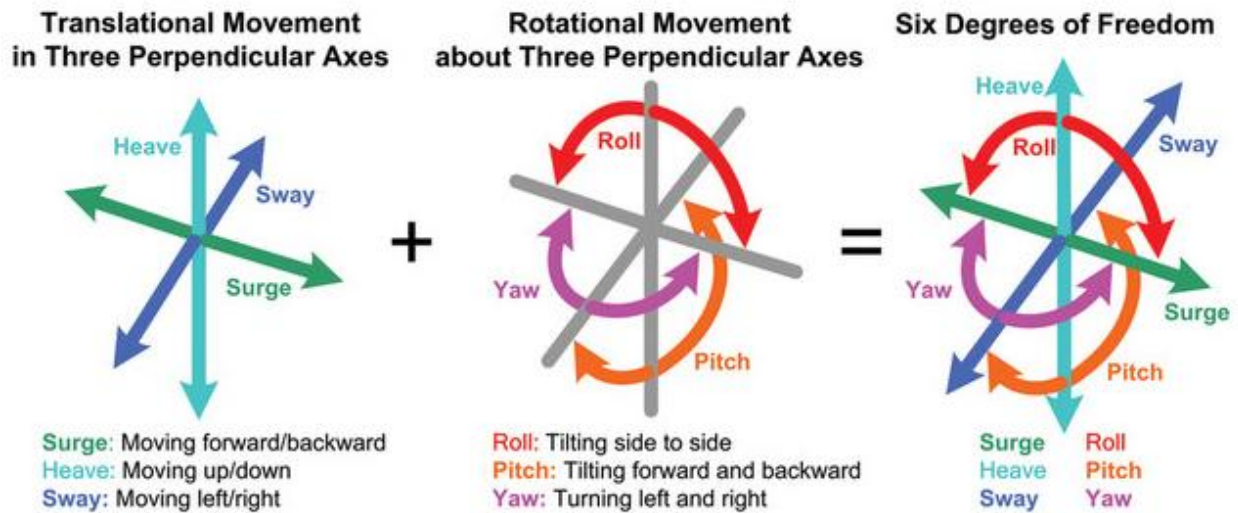 Translational Movement
in Three Perpendicular Axes
Heave
Sway
Surge
Surge: Moving forward/backward
Heave: Moving up/down
Sway: Moving left/right
+
Rotational Movement
about Three Perpendicular Axes
Roll
Yaw
Pitch
Roll: Tilting side to side
Pitch: Tilting forward and backward
Yaw: Turning left and right
=
Six Degrees of Freedom
Heave
Roll
Sway
Yaw
Surge
Pitch
Surge Roll
Heave Pitch
Sway Yaw